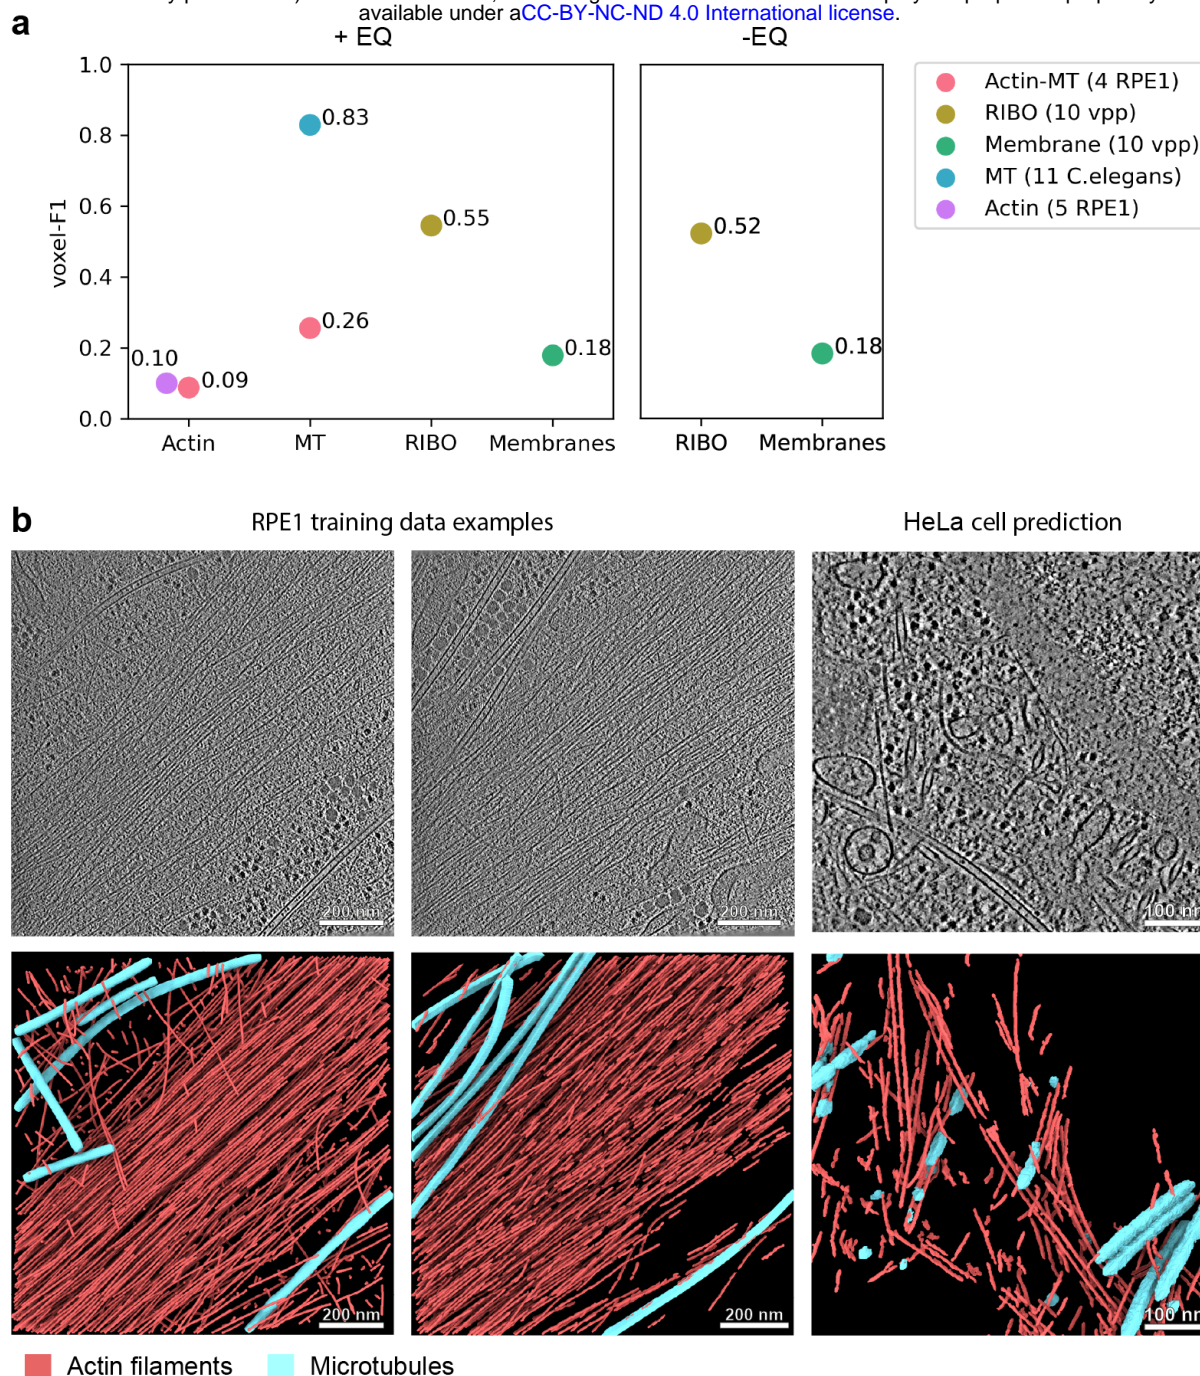 available under aCC-BY-NC-ND 4.0 International license.
a
+ EQ
-EQ
voxel-F1
1.0
0.8
0.6
0.4
0.2
0.0
0.83
0.55
0.26
0.18
0.10
0.09
Actin
MT
RIBO
Membranes
0.52
0.18
RIBO
Membranes
Actin-MT (4 RPE1)
RIBO (10 vpp)
Membrane (10 vpp)
MT (11 C.elegans)
Actin (5 RPE1)
b
RPE1 training data examples
HeLa cell prediction
200 nm
200 nm
100 nm
200 nm
200 nm
100 nm
Actin filaments
Microtubules